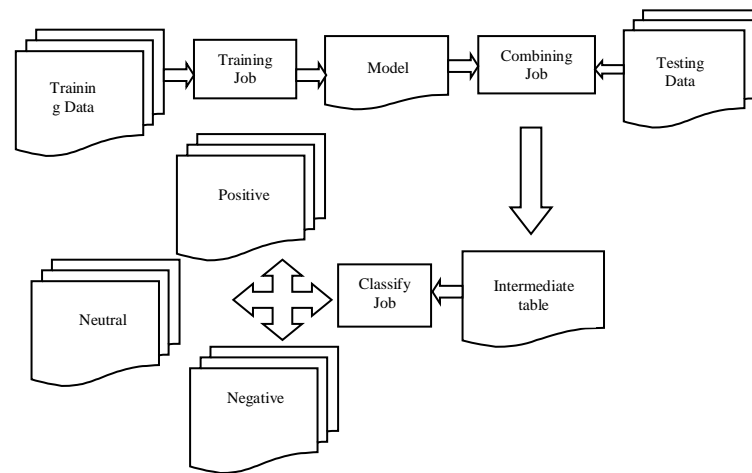 Trainin
g Data
Training
Job
Model
Combining
Job
Testing
Data
Positive
Neutral
Classify
Job
Intermediate
table
Negative